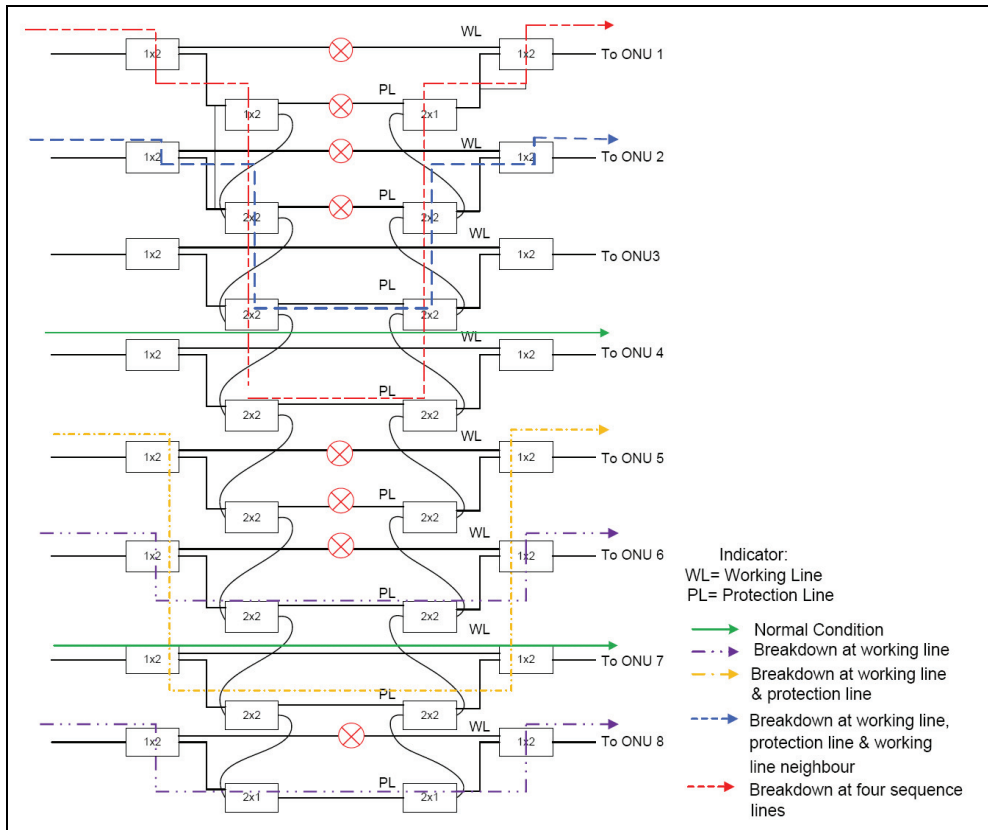 WL
1x2
1x2
To ONU 1
PL
1x2
2x1
WL
1x2
1x2
To ONU 2
PL
2x2
2x2
WL
1x2
1x2
To ONU3
PL
2x2
2x2
WL
1x2
1x2
To ONU 4
PL
2x2
2x2
WL
1x2
1x2
To ONU 5
PL
2x2
2x2
WL
1x2
1x2
To ONU 6
PL
2x2
2x2
WL
1x2
1x2
To ONU 7
PL
2x2
2x2
WL
1x2
1x2
To ONU 8
PL
2x1
2x1
Indicator:
WL= Working Line
PL= Protection Line
Normal Condition
Breakdown at working line
Breakdown at working line
& protection line
Breakdown at working line,
protection line & working
line neighbour
Breakdown at four sequence
lines